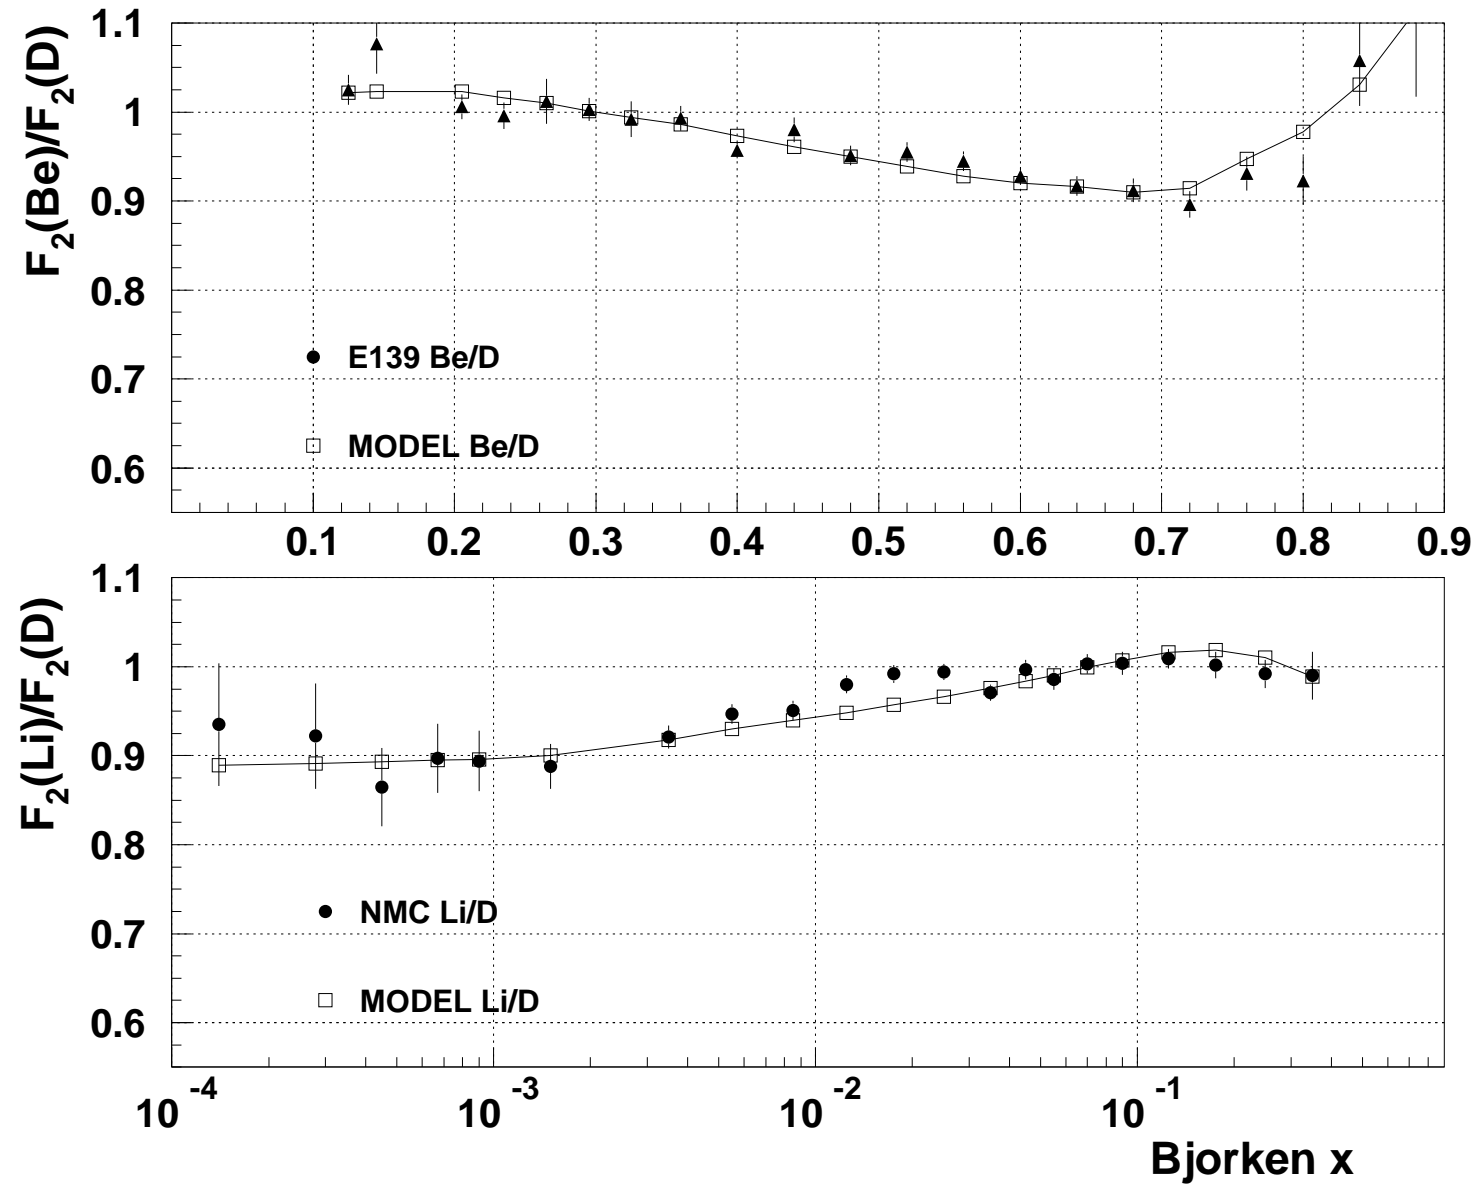 F2(Be)/F2(D)
1.1
1
0.9
0.8
0.7
0.6
E139 Be/D
MODEL Be/D
0.1 0.2 0.3 0.4 0.5 0.6 0.7 0.8 0.9
F2(Li)/F2(D)
1.1
1
0.9
0.8
0.7
0.6
NMC Li/D
MODEL Li/D
10^-4 10^-3 10^-2 10^-1
Bjorken x